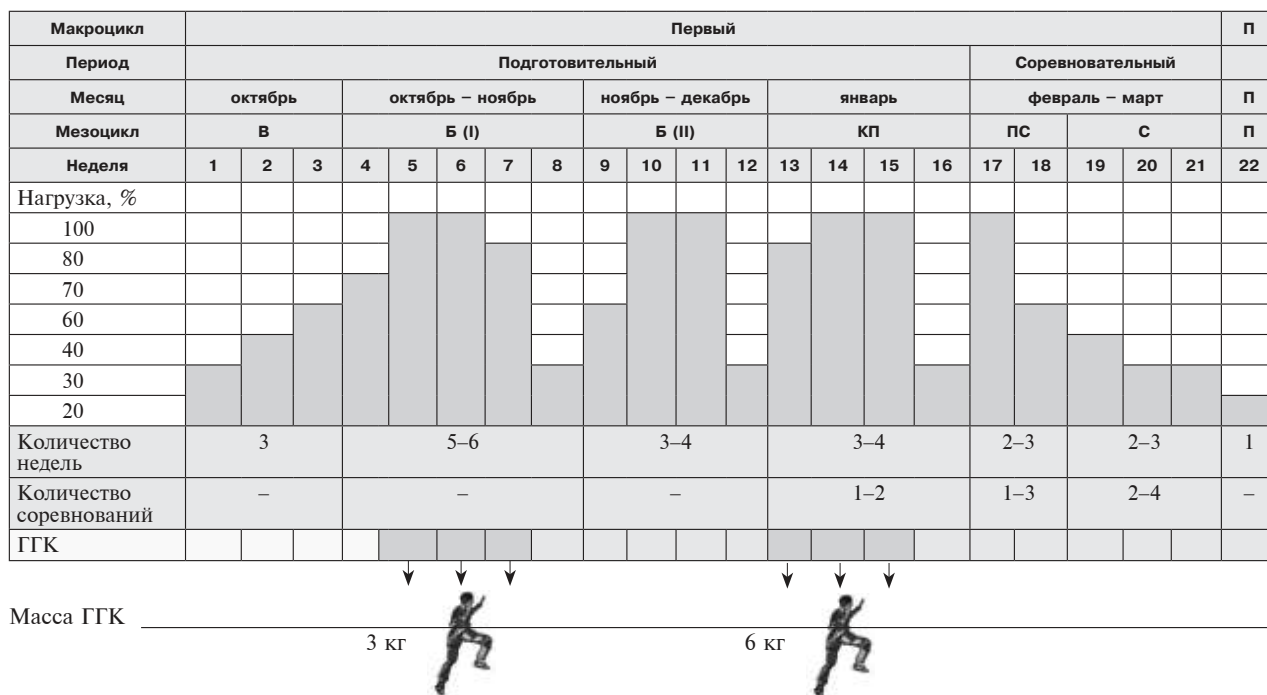 Макроцикл Первый П
Период Подготовительный Соревновательный
Месяц октябрь октябрь – ноябрь ноябрь – декабрь январь февраль – март П
Мезоцикл В Б (I) Б (II) КП ПС С П
Неделя 1 2 3 4 5 6 7 8 9 10 11 12 13 14 15 16 17 18 19 20 21 22
Нагрузка, %
100
80
70
60
40
30
20
Количество
недель 3 5–6 3–4 3–4 2–3 2–3 1
Количество
соревнований – – – 1–2 1–3 2–4 –
ГГК
Масса ГГК
3 кг 6 кг